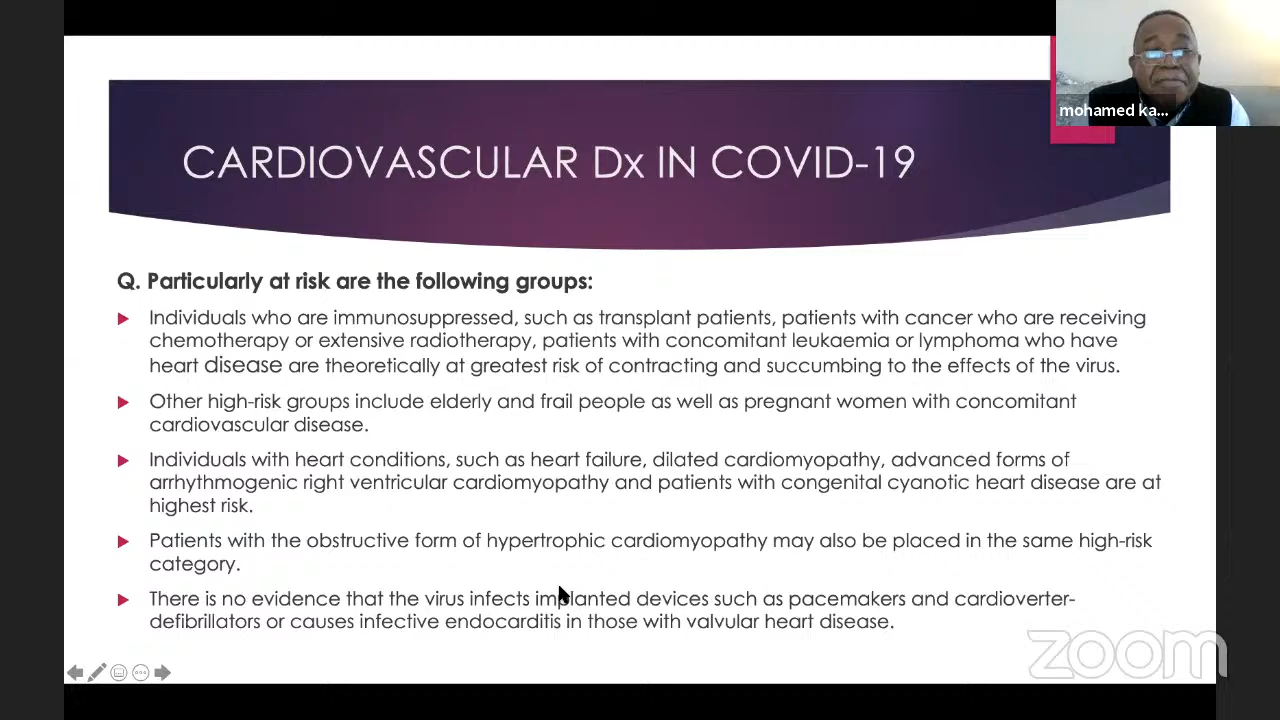 CARDIOVASCULAR Dx IN COVID-19
mohamed ka...
Q. Particularly at risk are the following groups:
Individuals who are immunosuppressed, such as transplant patients, patients with cancer who are receiving
chemotherapy or extensive radiotherapy, patients with concomitant leukaemia or lymphoma who have
heart disease are theoretically at greatest risk of contracting and succumbing to the effects of the virus.
Other high-risk groups include elderly and frail people as well as pregnant women with concomitant
cardiovascular disease.
Individuals with heart conditions, such as heart failure, dilated cardiomyopathy, advanced forms of
arrhythmogenic right ventricular cardiomyopathy and patients with congenital cyanotic heart disease are at
highest risk.
Patients with the obstructive form of hypertrophic cardiomyopathy may also be placed in the same high-risk
category.
There is no evidence that the virus infects implanted devices such as pacemakers and cardioverter-
defibrillators or causes infective endocarditis in those with valvular heart disease.
zoom